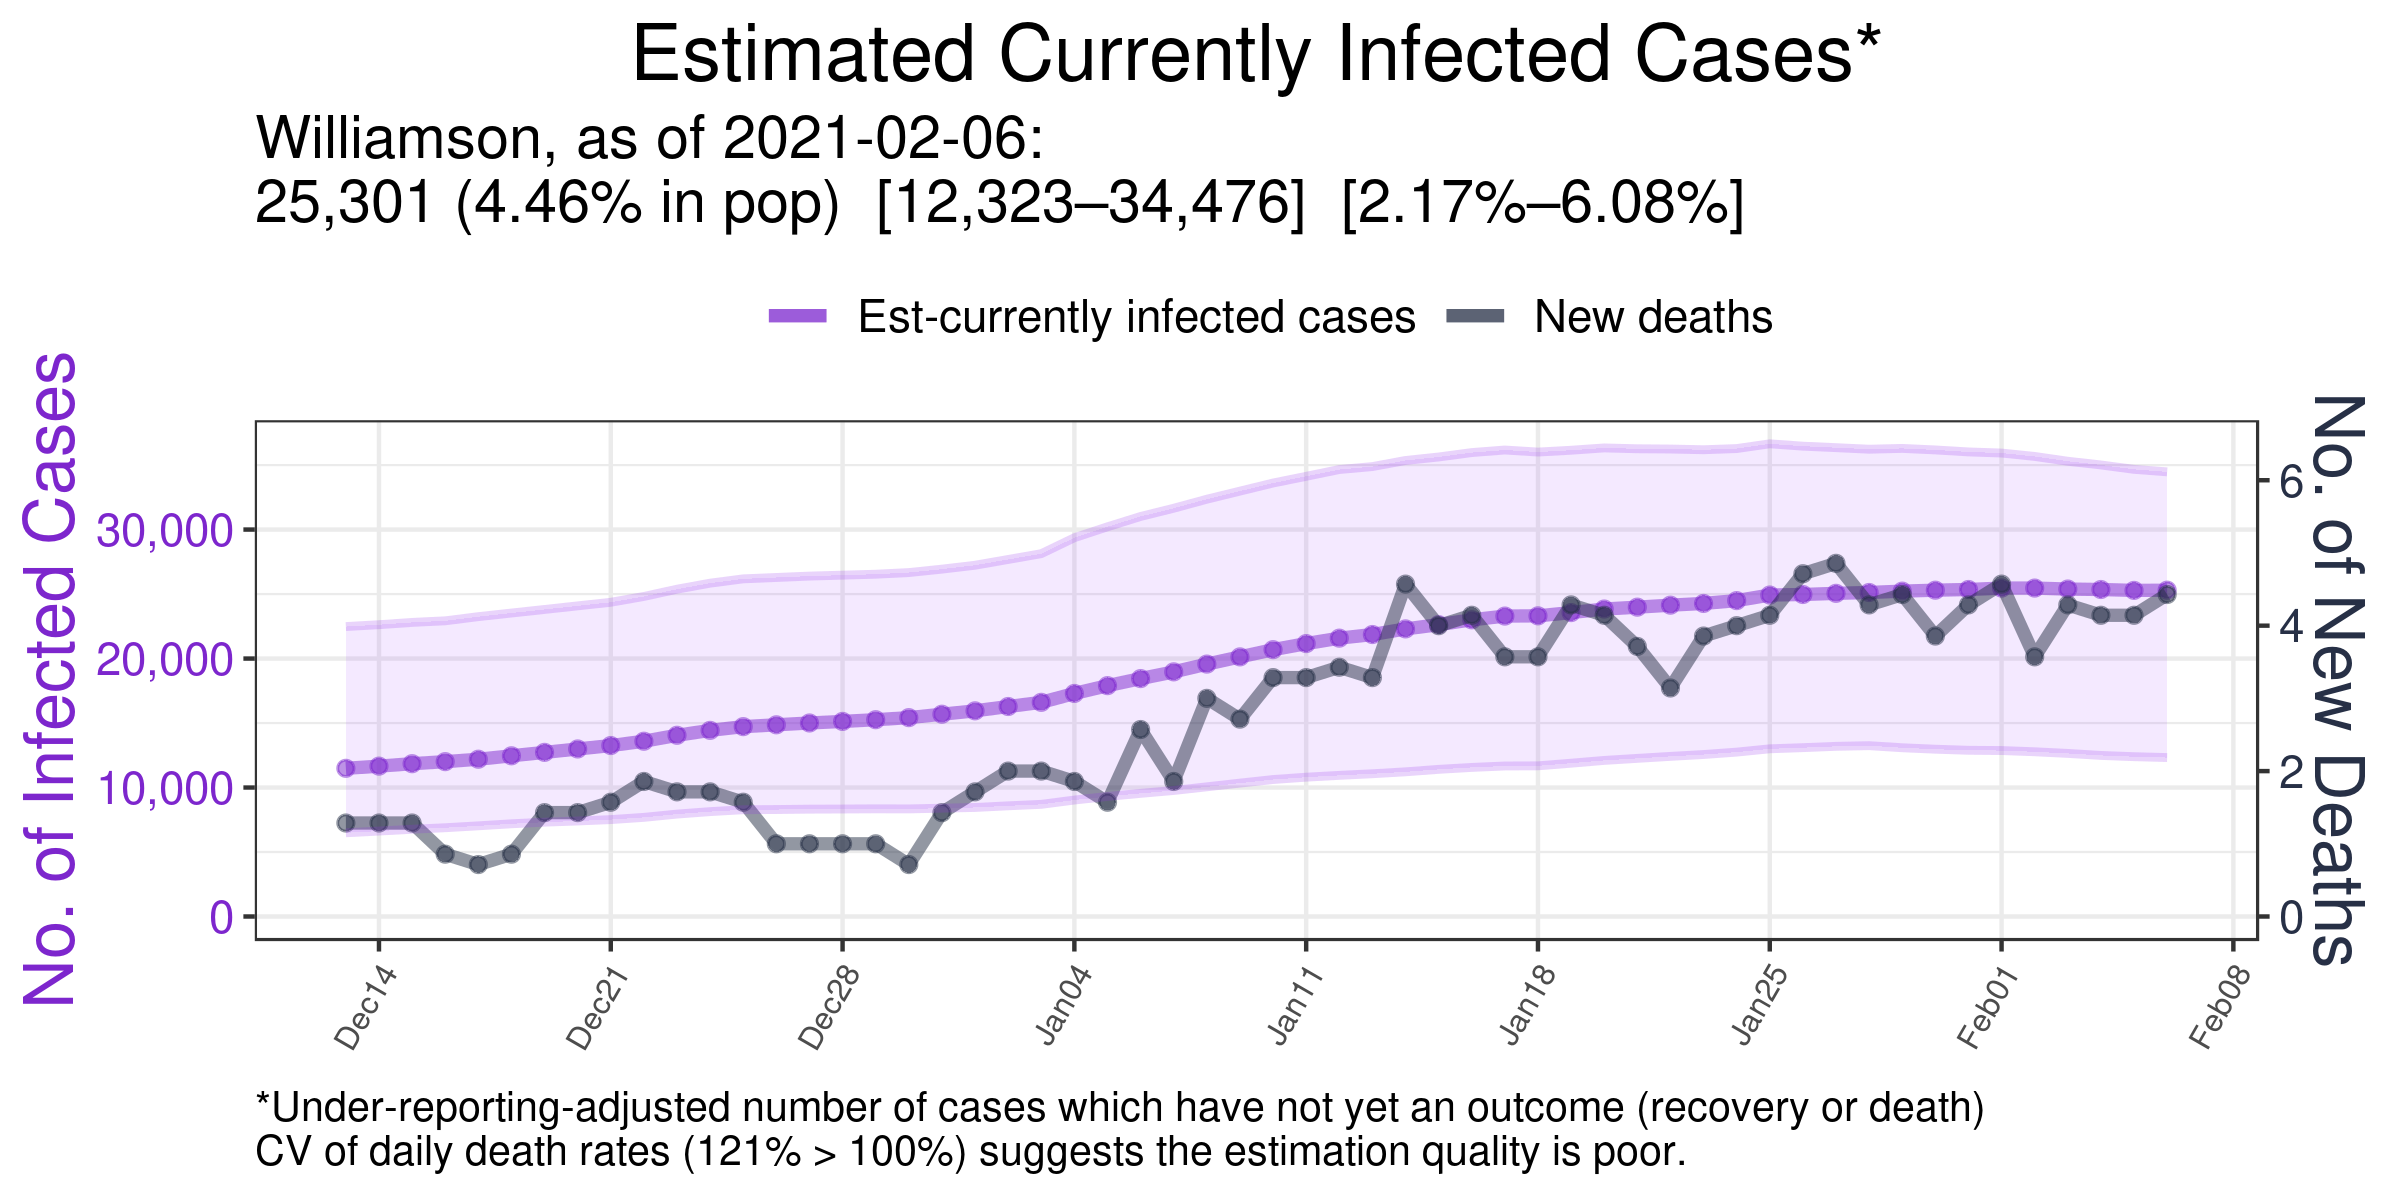 Estimated Currently Infected Cases*
Williamson, as of 2021-02-06:
25,301 (4.46% in pop)  [12,323–34,476]  [2.17%–6.08%]
Est-currently infected cases
New deaths
No. of Infected Cases
30,000
20,000
10,000
0
6
4
2
0
No. of New Deaths
Dec14
Dec21
Dec28
Jan04
Jan11
Jan18
Jan25
Feb01
Feb08
*Under-reporting-adjusted number of cases which have not yet an outcome (recovery or death)
CV of daily death rates (121% > 100%) suggests the estimation quality is poor.